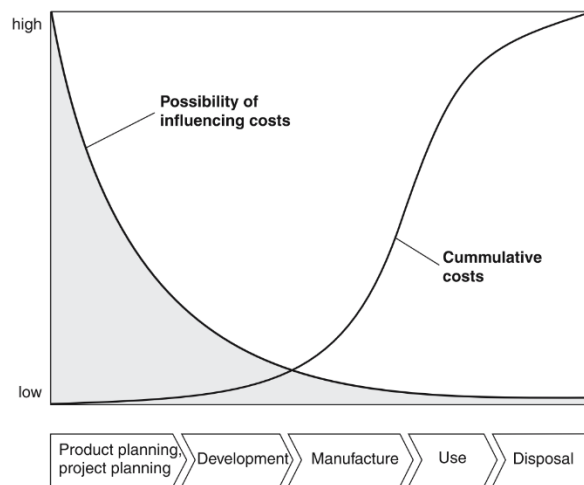 high
Possibility of
influencing costs
Cummulative
costs
low
Product planning,
project planning
Development
Manufacture
Use
Disposal